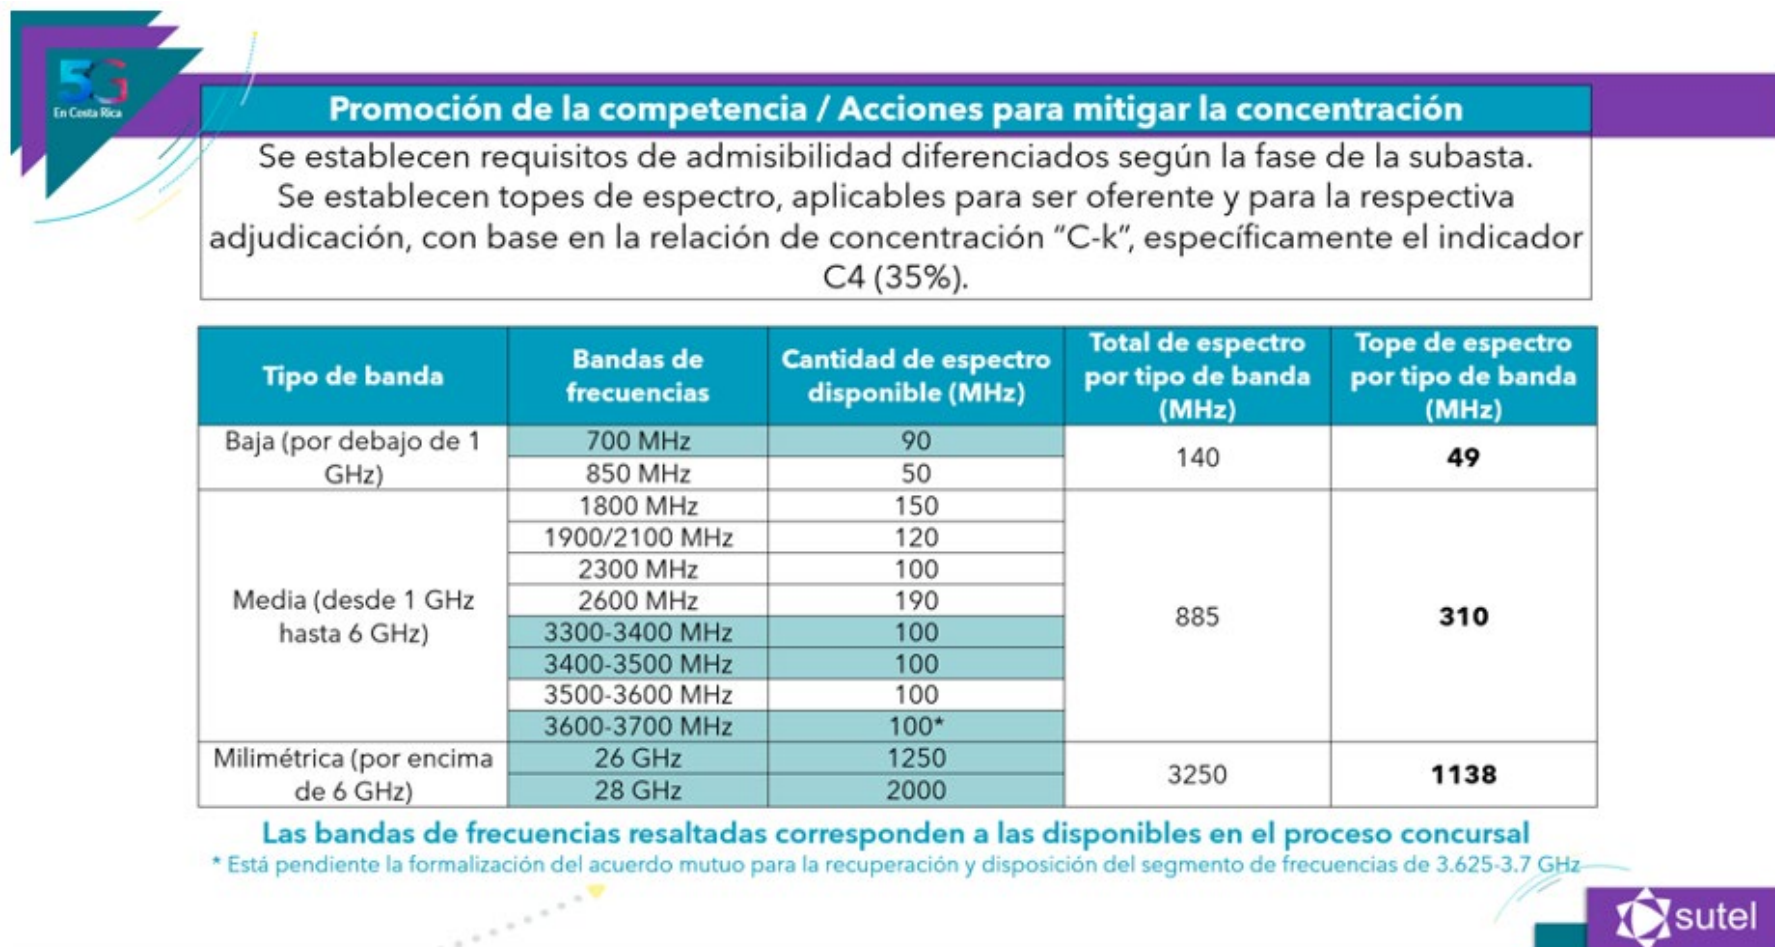 5G
En Costa Rica
Promoción de la competencia / Acciones para mitigar la concentración
Se establecen requisitos de admisibilidad diferenciados según la fase de la subasta.
Se establecen topes de espectro, aplicables para ser oferente y para la respectiva
adjudicación, con base en la relación de concentración “C-k”, específicamente el indicador
C4 (35%).
Tipo de banda
Bandas de
frecuencias
Cantidad de espectro
disponible (MHz)
Total de espectro
por tipo de banda
(MHz)
Tope de espectro
por tipo de banda
(MHz)
Baja (por debajo de 1
GHz)
700 MHz 90
850 MHz 50
140 49
Media (desde 1 GHz
hasta 6 GHz)
1800 MHz 150
1900/2100 MHz 120
2300 MHz 100
2600 MHz 190
3300-3400 MHz 100
3400-3500 MHz 100
3500-3600 MHz 100
3600-3700 MHz 100*
885 310
Milimétrica (por encima
de 6 GHz)
26 GHz 1250
28 GHz 2000
3250 1138
Las bandas de frecuencias resaltadas corresponden a las disponibles en el proceso concursal
* Está pendiente la formalización del acuerdo mutuo para la recuperación y disposición del segmento de frecuencias de 3.625-3.7 GHz
sutel